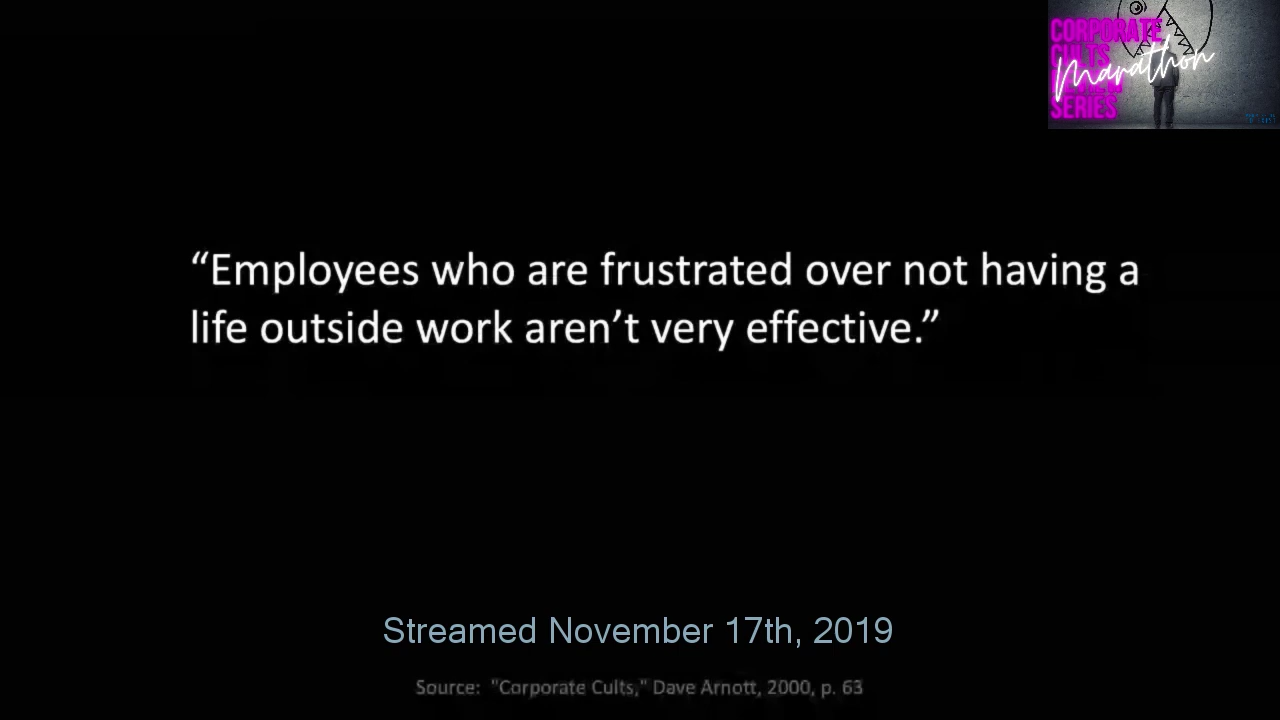 CORPORATE
CULTS
Marathon
SERIES
“Employees who are frustrated over not having a
life outside work aren’t very effective.”
Streamed November 17th, 2019
Source: "Corporate Cults," Dave Arnott, 2000, p. 63